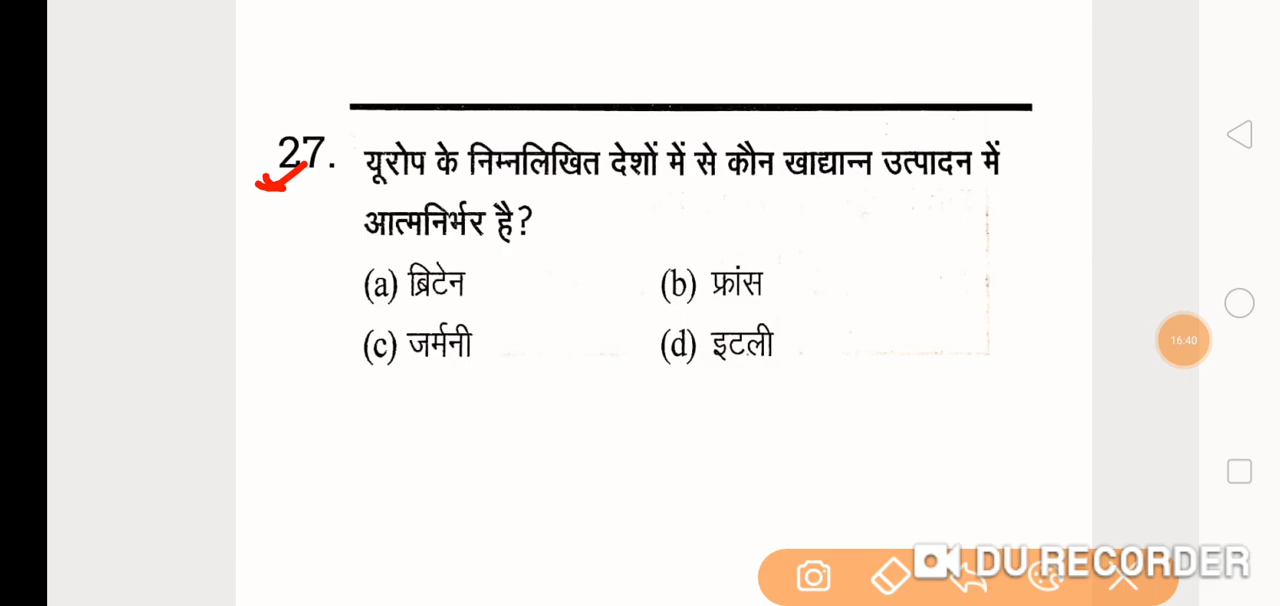 27. यूरोप के निम्नलिखित देशों में से कौन खाद्यान्न उत्पादन में
आत्मनिर्भर है?
(a) ब्रिटेन (b) फ्रांस
(c) जर्मनी (d) इटली
16:40
DU RECORDER